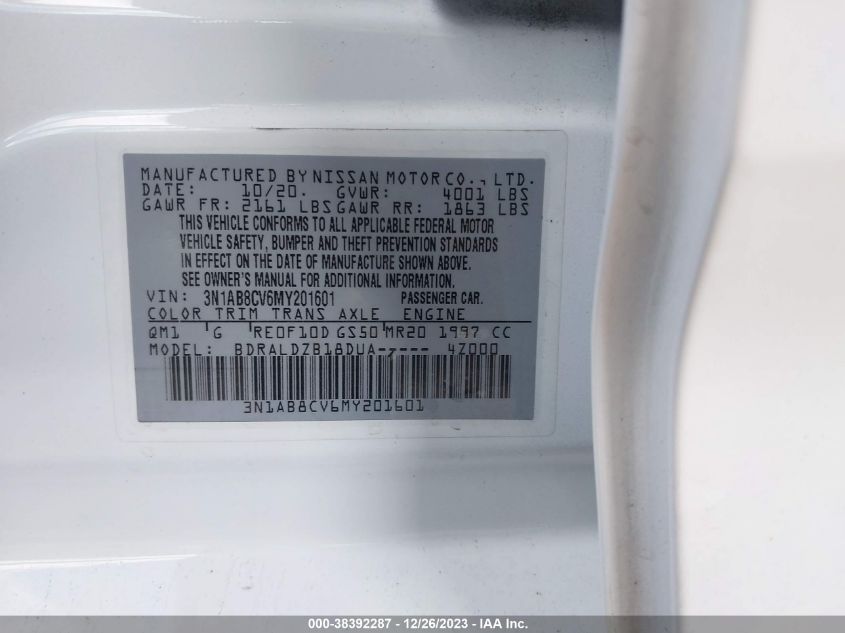 MANUFACTURED BY NISSAN MOTOR CO., LTD.
DATE: 10/20. GVWR: 4001 LBS
GAWR FR: 2161 LBS GAWR RR: 1863 LBS
THIS VEHICLE CONFORMS TO ALL APPLICABLE FEDERAL MOTOR
VEHICLE SAFETY, BUMPER AND THEFT PREVENTION STANDARDS
IN EFFECT ON THE DATE OF MANUFACTURE SHOWN ABOVE.
SEE OWNER'S MANUAL FOR ADDITIONAL INFORMATION.
VIN: 3N1AB8CV6MY201601 PASSENGER CAR.
COLOR TRIM TRANS AXLE ENGINE
QM1 G RE0F10D GS50 MR20 1997 CC
MODEL: BDRALDZB18DUA----- 4Z000
3N1AB8CV6MY201601
000-38392287 - 12/26/2023 - IAA Inc.